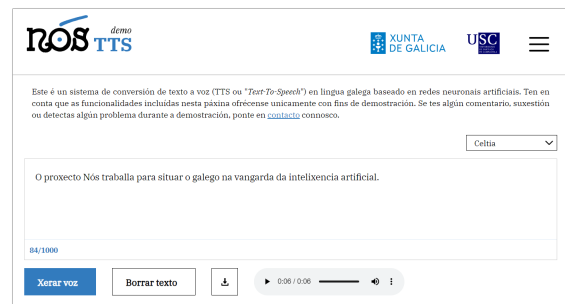 nós demo
TTS
XUNTA
DE GALICIA
USC
Este é un sistema de conversión de texto a voz (TTS ou "Text-To-Speech") en lingua galega baseado en redes neuronais artificiais. Ten en
conta que as funcionalidades incluídas nesta páxina ofrécense unicamente con fins de demostración. Se tes algún comentario, suxestión
ou detectas algún problema durante a demostración, ponte en contacto connosco.
Celtia
O proxecto Nós traballa para situar o galego na vangarda da intelixencia artificial.
84/1000
Xerar voz
Borrar texto
0:06 / 0:06